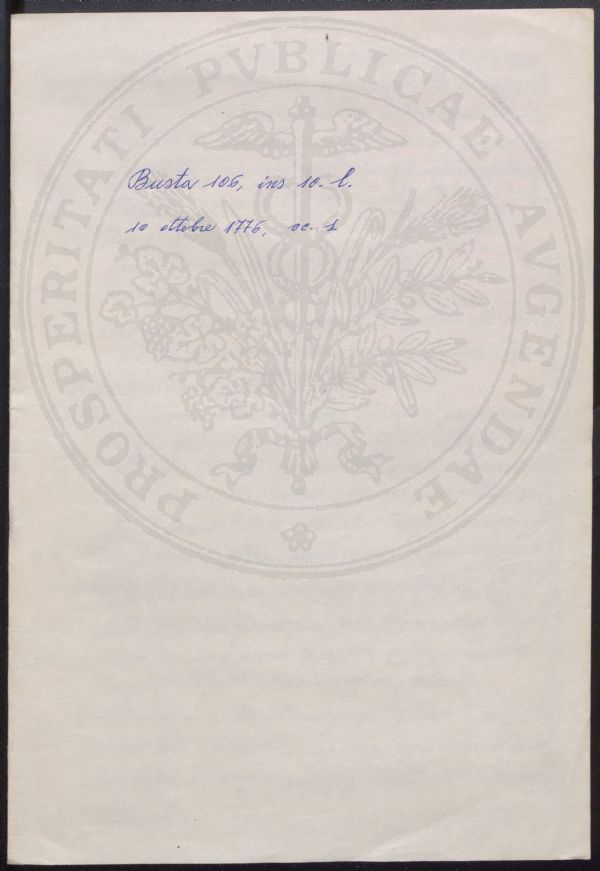 PROSPERITATI PVBLICAE AVGENDAE
Busta 106, ins. 10. l.
10 ottobre 1776, cc. 1